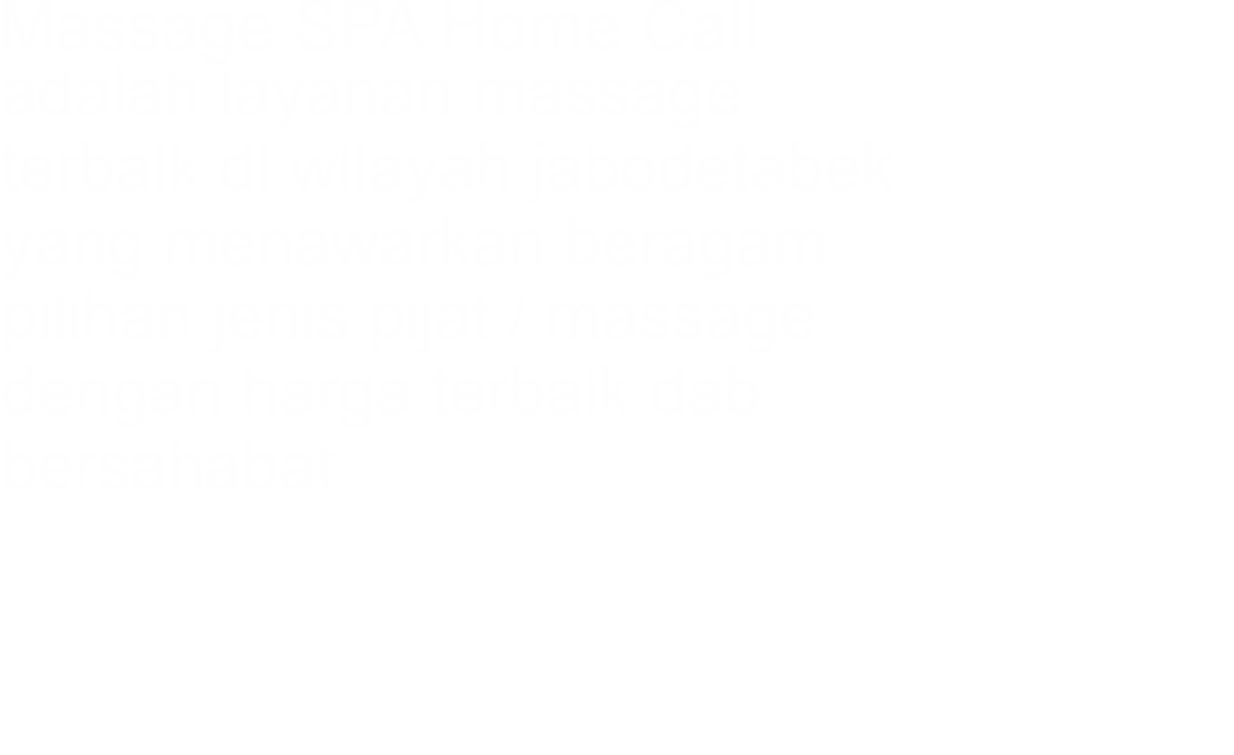 Massage SPA Home Call
adalah layanan massage
terbaik di wilayah jabodetabek
yang menawarkan beragam
pilihan jenis pijat / massage
dengan harga terbaik dab
bersahabat